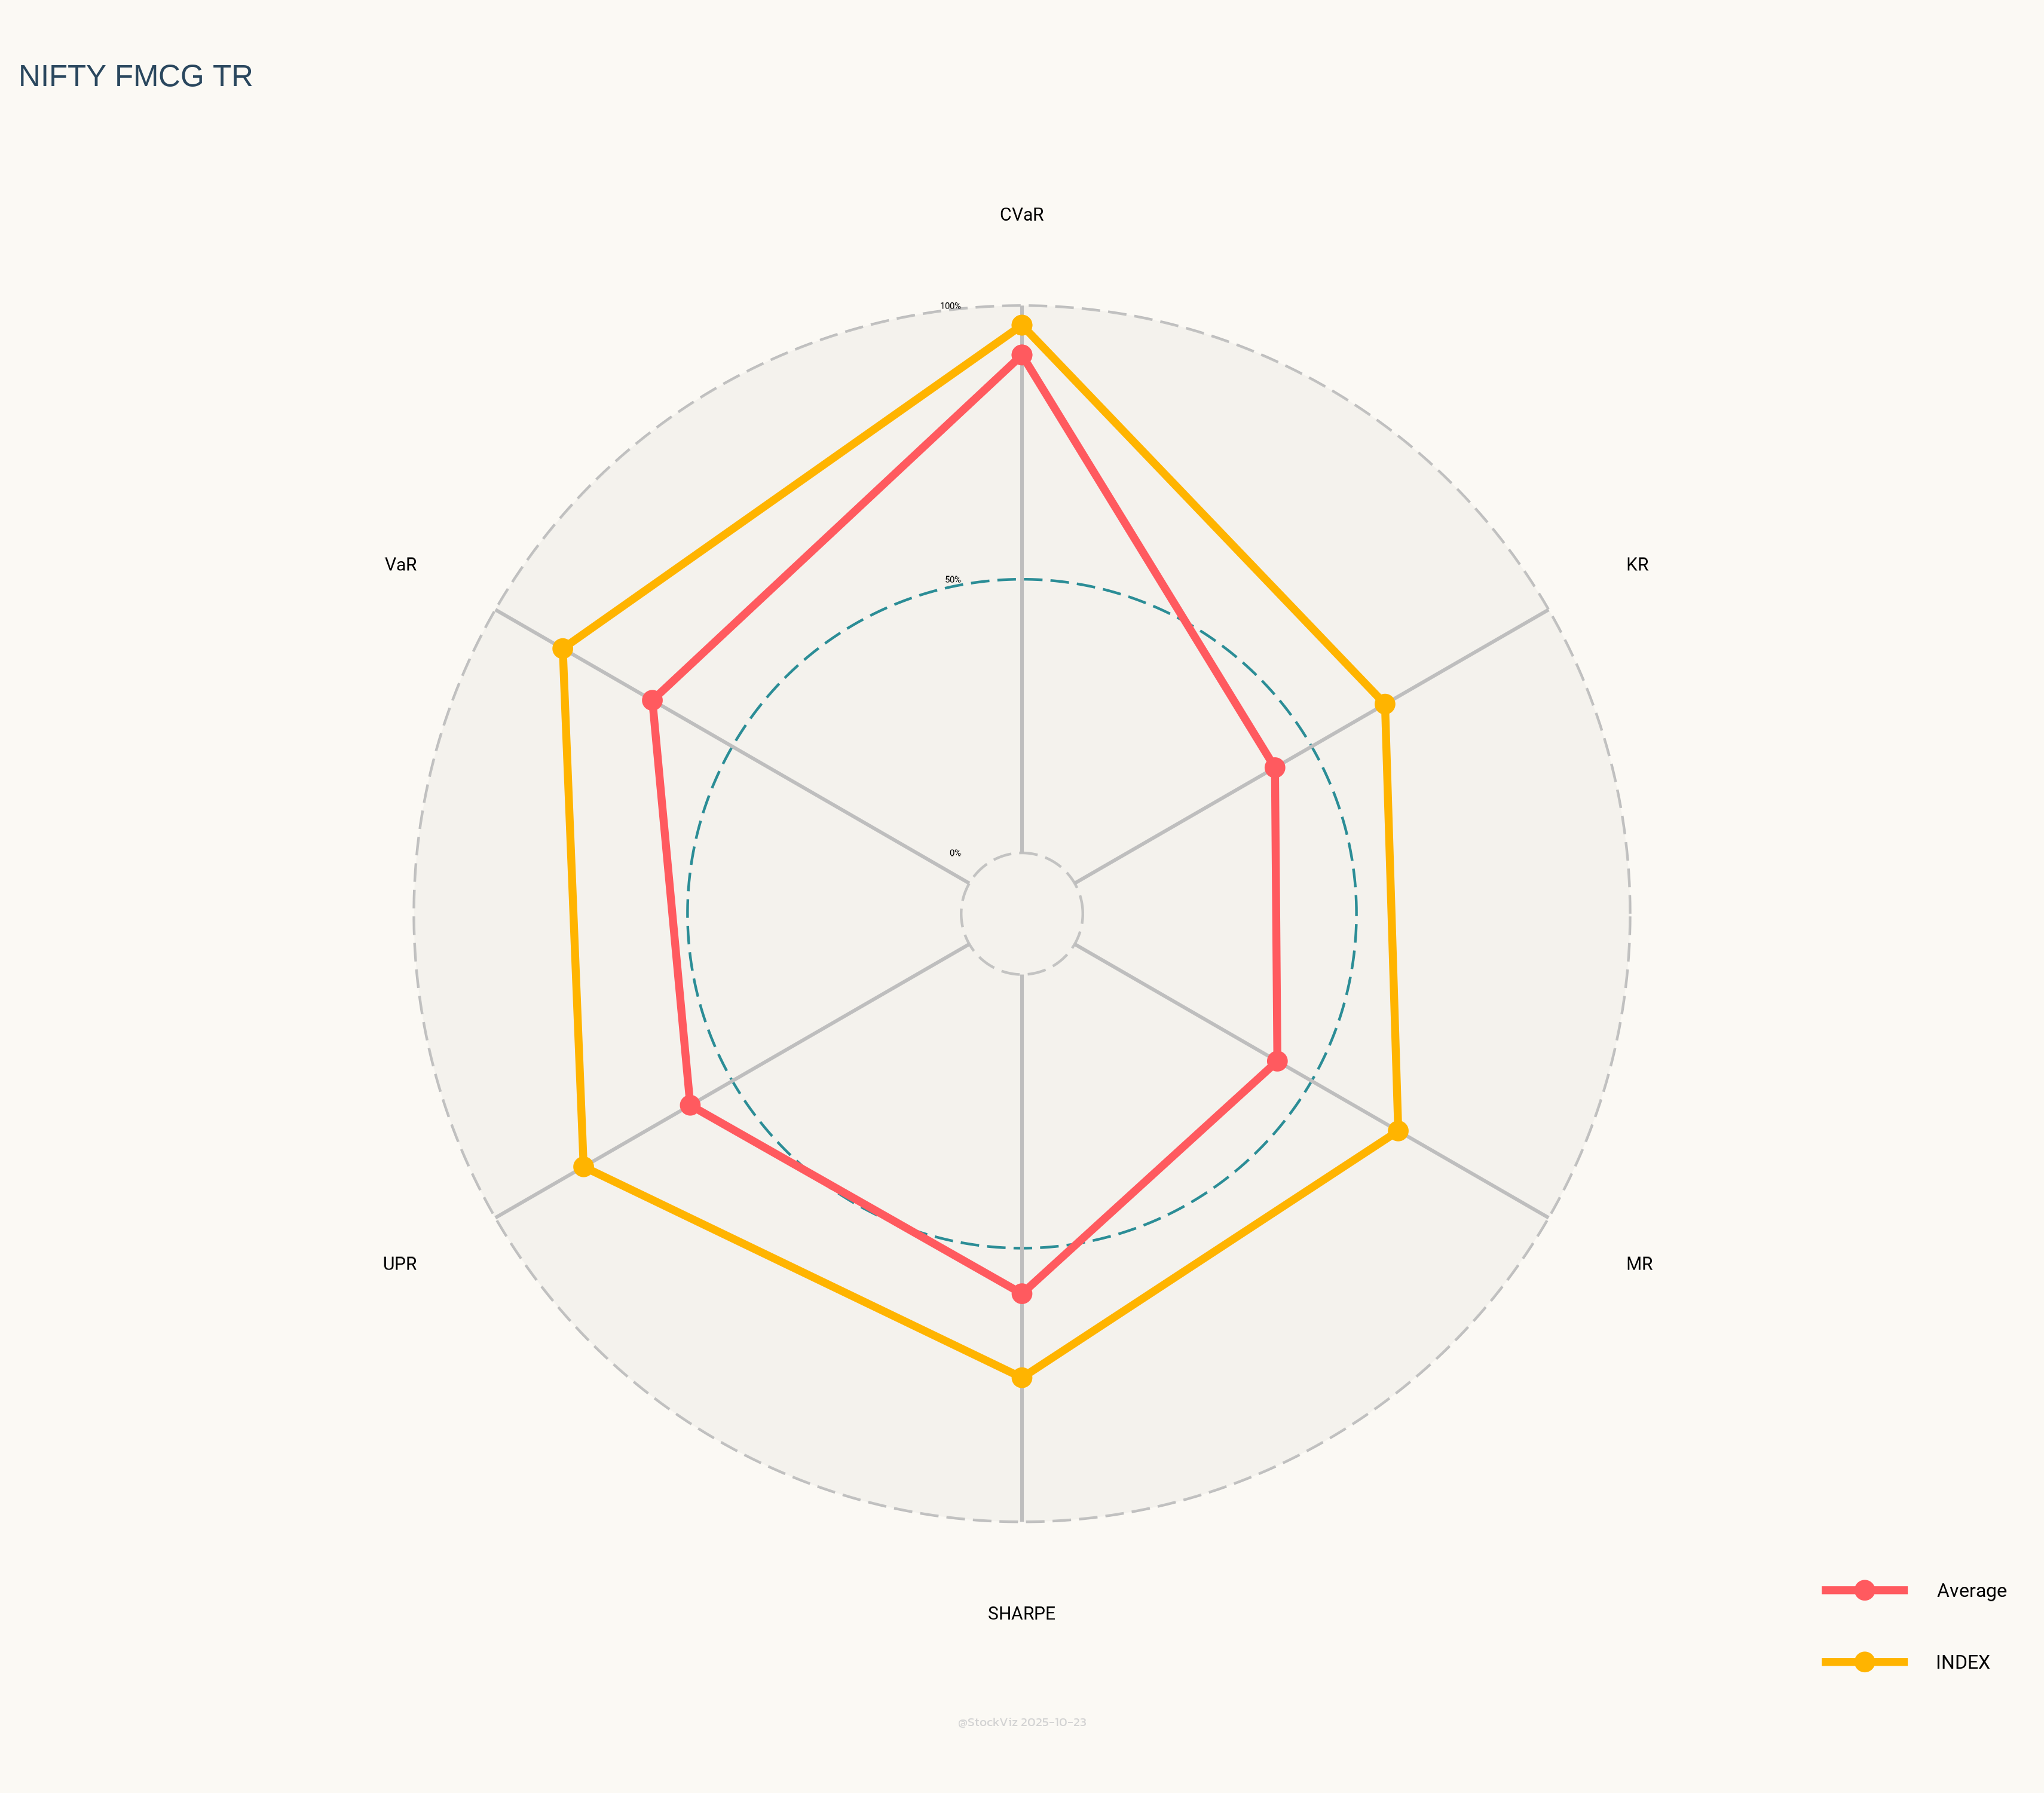 NIFTY FMCG TR
CVaR
100%
KR
VaR
50%
0%
UPR
MR
SHARPE
Average
INDEX
@StockViz 2025-10-23